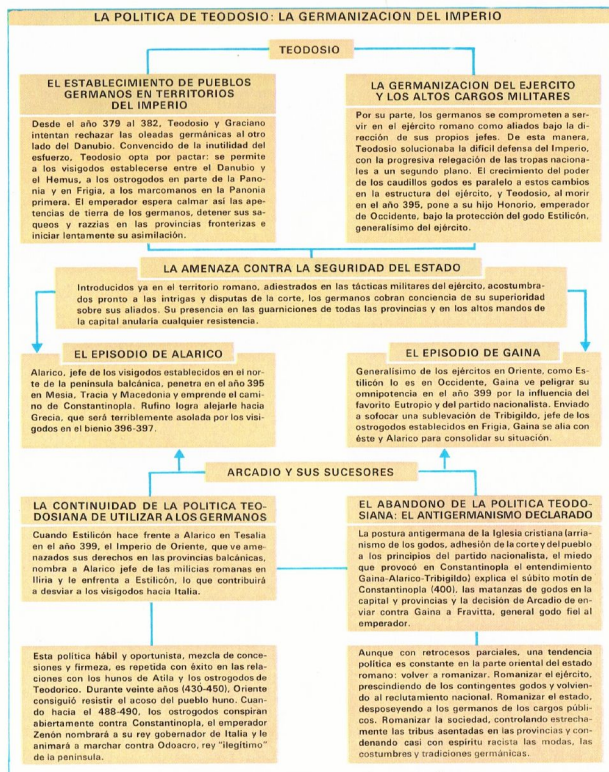 LA POLITICA DE TEODOSIO: LA GERMANIZACION DEL IMPERIO
TEODOSIO
EL ESTABLECIMIENTO DE PUEBLOS
GERMANOS EN TERRITORIOS
DEL IMPERIO
Desde el año 379 al 382, Teodosio y Graciano
intentan rechazar las oleadas germánicas al otro
lado del Danubio. Convencido de la inutilidad del
esfuerzo, Teodosio opta por pactar: se permite
a los visigodos establecerse entre el Danubio y
el Hemus, a los ostrogodos en parte de la Pano-
nia y en Frigia, a los marcomanos en la Panonia
primera. El emperador espera calmar así las ape-
tencias de tierra de los germanos, detener sus sa-
queos y razzias en las provincias fronterizas e
iniciar lentamente su asimilación.
LA GERMANIZACION DEL EJERCITO
Y LOS ALTOS CARGOS MILITARES
Por su parte, los germanos se comprometen a ser-
vir en el ejército romano como aliados bajo la di-
rección de sus propios jefes. De esta manera,
Teodosio solucionaba la difícil defensa del Imperio,
con la progresiva relegación de las tropas naciona-
les a un segundo plano. El crecimiento del poder
de los caudillos godos es paralelo a estos cambios
en la estructura del ejército, y Teodosio, al morir
en el año 395, pone a su hijo Honorio, emperador
de Occidente, bajo la protección del godo Estilicón,
generalísimo del ejército.
LA AMENAZA CONTRA LA SEGURIDAD DEL ESTADO
Introducidos ya en el territorio romano, adiestrados en las tácticas militares del ejército, acostumbra-
dos pronto a las intrigas y disputas de la corte, los germanos cobran conciencia de su superioridad
sobre sus aliados. Su presencia en las guarniciones de todas las provincias y en los altos mandos de
la capital anularía cualquier resistencia.
EL EPISODIO DE ALARICO
Alarico, jefe de los visigodos establecidos en el nor-
te de la península balcánica, penetra en el año 395
en Mesia, Tracia y Macedonia y emprende el cami-
no de Constantinopla. Rufino logra alejarle hacia
Grecia, que será terriblemente asolada por los visi-
godos en el bienio 396-397.
EL EPISODIO DE GAINA
Generalísimo de los ejércitos en Oriente, como Es-
tilicón lo es en Occidente, Gaina ve peligrar su
omnipotencia en el año 399 por la influencia del
favorito Eutropio y del partido nacionalista. Enviado
a sofocar una sublevación de Tribigildo, jefe de los
ostrogodos establecidos en Frigia, Gaina se alia con
éste y Alarico para consolidar su situación.
ARCADIO Y SUS SUCESORES
LA CONTINUIDAD DE LA POLITICA TEO-
DOSIANA DE UTILIZAR A LOS GERMANOS
Cuando Estilicón hace frente a Alarico en Tesalia
en el año 399, el Imperio de Oriente, que ve ame-
nazados sus derechos en las provincias balcánicas,
nombra a Alarico jefe de las milicias romanas en
Iliria y le enfrenta a Estilicón, lo que contribuirá
a desviar a los visigodos hacia Italia.
EL ABANDONO DE LA POLITICA TEODO-
SIANA: EL ANTIGERMANISMO DECLARADO
La postura antigermana de la Iglesia cristiana (arria-
nismo de los godos, adhesión de la corte y del pueblo
a los principios del partido nacionalista, el miedo
que provocó en Constantinopla el entendimiento
Gaina-Alarico-Tribigildo) explica el súbito motín de
Constantinopla (400), las matanzas de godos en la
capital y provincias y la decisión de Arcadio de en-
viar contra Gaina a Fravitta, general godo fiel al
emperador.
Esta política hábil y oportunista, mezcla de conce-
siones y firmeza, es repetida con éxito en las rela-
ciones con los hunos de Atila y los ostrogodos de
Teodorico. Durante veinte años (430-450), Oriente
consiguió resistir el acoso del pueblo huno. Cuan-
do hacia el 488-490, los ostrogodos conspiran
abiertamente contra Constantinopla, el emperador
Zenón nombrará a su rey gobernador de Italia y le
animará a marchar contra Odoacro, rey "ilegítimo"
de la península.
Aunque con retrocesos parciales, una tendencia
política es constante en la parte oriental del estado
romano: volver a romanizar. Romanizar el ejército,
prescindiendo de los contingentes godos y volvien-
do al reclutamiento nacional. Romanizar el estado,
desposeyendo a los germanos de los cargos públi-
cos. Romanizar la sociedad, controlando estrecha-
mente las tribus asentadas en las provincias y con-
denando casi con espíritu racista las modas, las
costumbres y tradiciones germánicas.